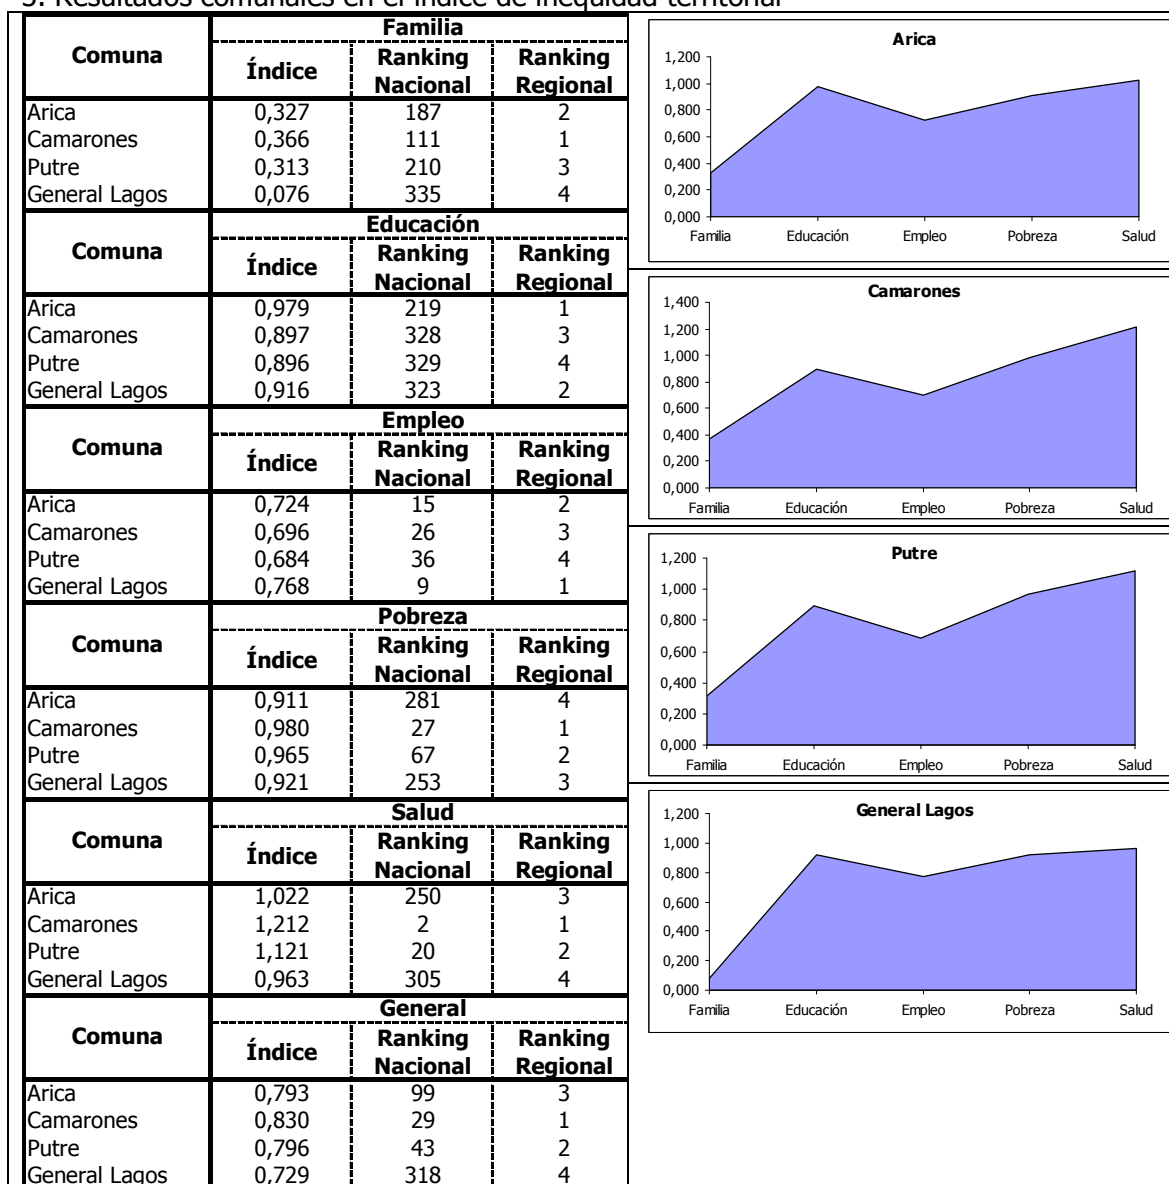 5. Resultados comunales en el índice de inequidad territorial
Comuna Familia
Índice Ranking Nacional Ranking Regional
Arica 0,327 187 2
Camarones 0,366 111 1
Putre 0,313 210 3
General Lagos 0,076 335 4
Comuna Educación
Índice Ranking Nacional Ranking Regional
Arica 0,979 219 1
Camarones 0,897 328 3
Putre 0,896 329 4
General Lagos 0,916 323 2
Comuna Empleo
Índice Ranking Nacional Ranking Regional
Arica 0,724 15 2
Camarones 0,696 26 3
Putre 0,684 36 4
General Lagos 0,768 9 1
Comuna Pobreza
Índice Ranking Nacional Ranking Regional
Arica 0,911 281 4
Camarones 0,980 27 1
Putre 0,965 67 2
General Lagos 0,921 253 3
Comuna Salud
Índice Ranking Nacional Ranking Regional
Arica 1,022 250 3
Camarones 1,212 2 1
Putre 1,121 20 2
General Lagos 0,963 305 4
Comuna General
Índice Ranking Nacional Ranking Regional
Arica 0,793 99 3
Camarones 0,830 29 1
Putre 0,796 43 2
General Lagos 0,729 318 4
Arica
1,200
1,000
0,800
0,600
0,400
0,200
0,000
Familia Educación Empleo Pobreza Salud
Camarones
1,400
1,200
1,000
0,800
0,600
0,400
0,200
0,000
Familia Educación Empleo Pobreza Salud
Putre
1,200
1,000
0,800
0,600
0,400
0,200
0,000
Familia Educación Empleo Pobreza Salud
General Lagos
1,200
1,000
0,800
0,600
0,400
0,200
0,000
Familia Educación Empleo Pobreza Salud